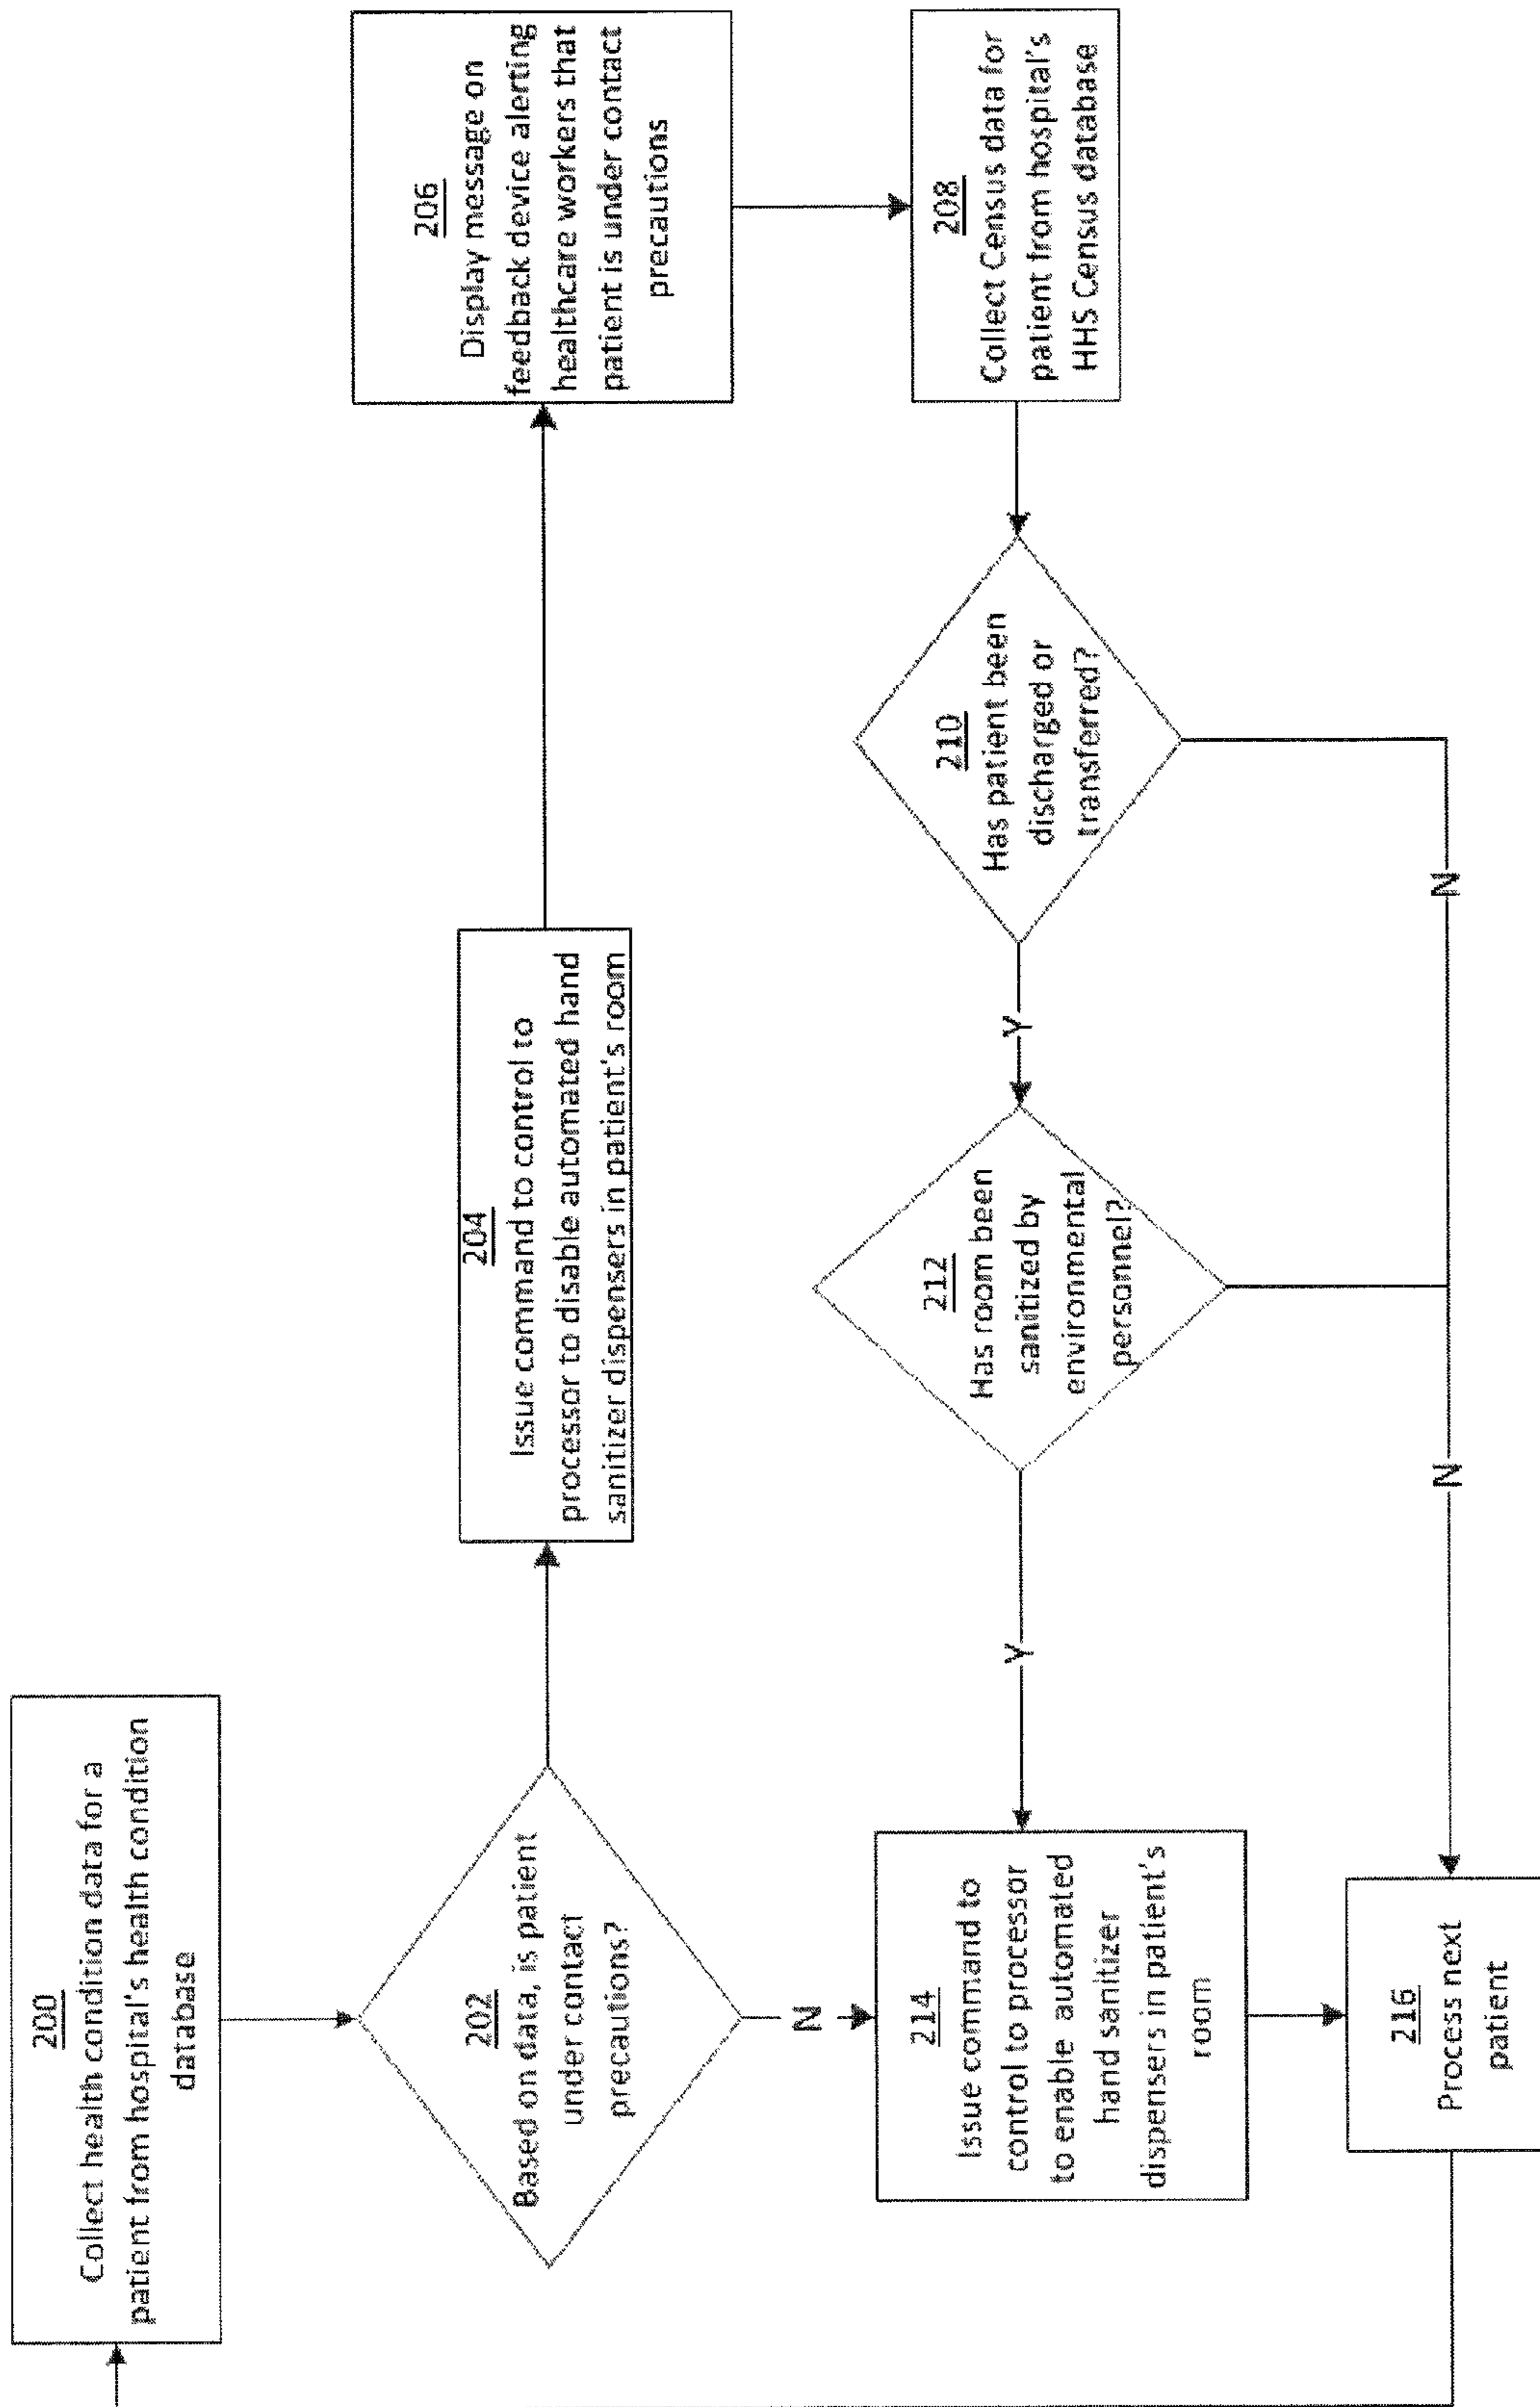 200
Collect health condition data for a
patient from hospital's health condition
database
202
Based on data, is patient
under contact
precautions?
204
Issue command to control to
processor to disable automated hand
sanitizer dispensers in patient's room
206
Display message on
feedback device alerting
healthcare workers that
patient is under contact
precautions
208
Collect Census data for
patient from hospital's
HHS Census database
210
Has patient been
discharged or
transferred?
Y
N
212
Has room been
sanitized by
environmental
personnel?
Y
N
N
214
Issue command to
control to processor
to enable automated
hand sanitizer
dispensers in patient's
room
216
Process next
patient